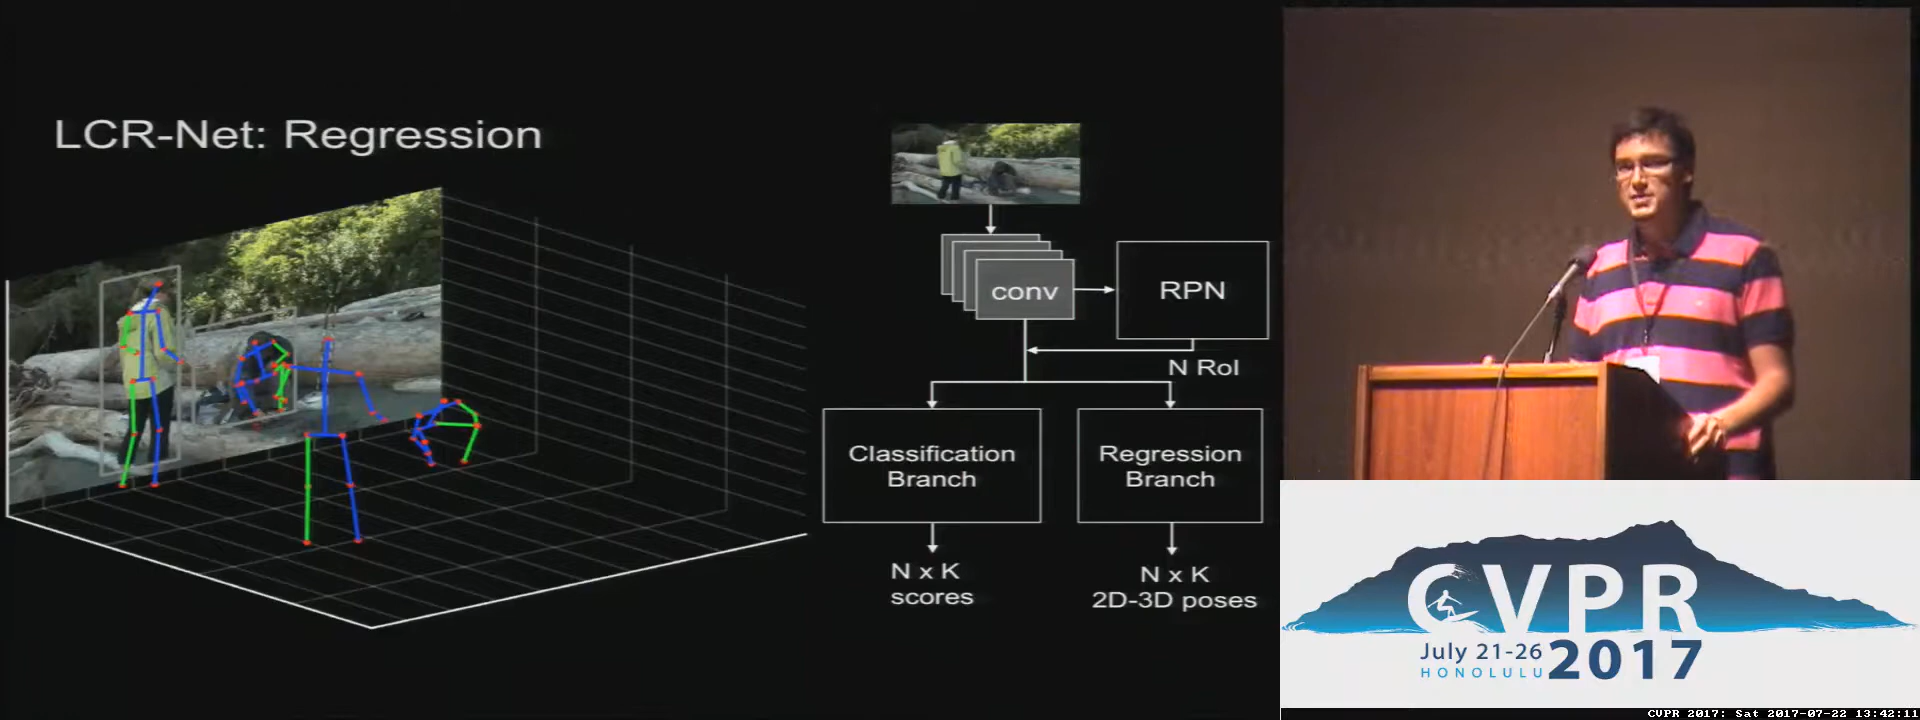 LCR-Net: Regression
conv
RPN
N RoI
Classification
Branch
Regression
Branch
N x K
scores
N x K
2D-3D poses
CVPR
July 21-26
HONOLULU
2017
CVPR 2017: Sat 2017-07-22 13:42:11